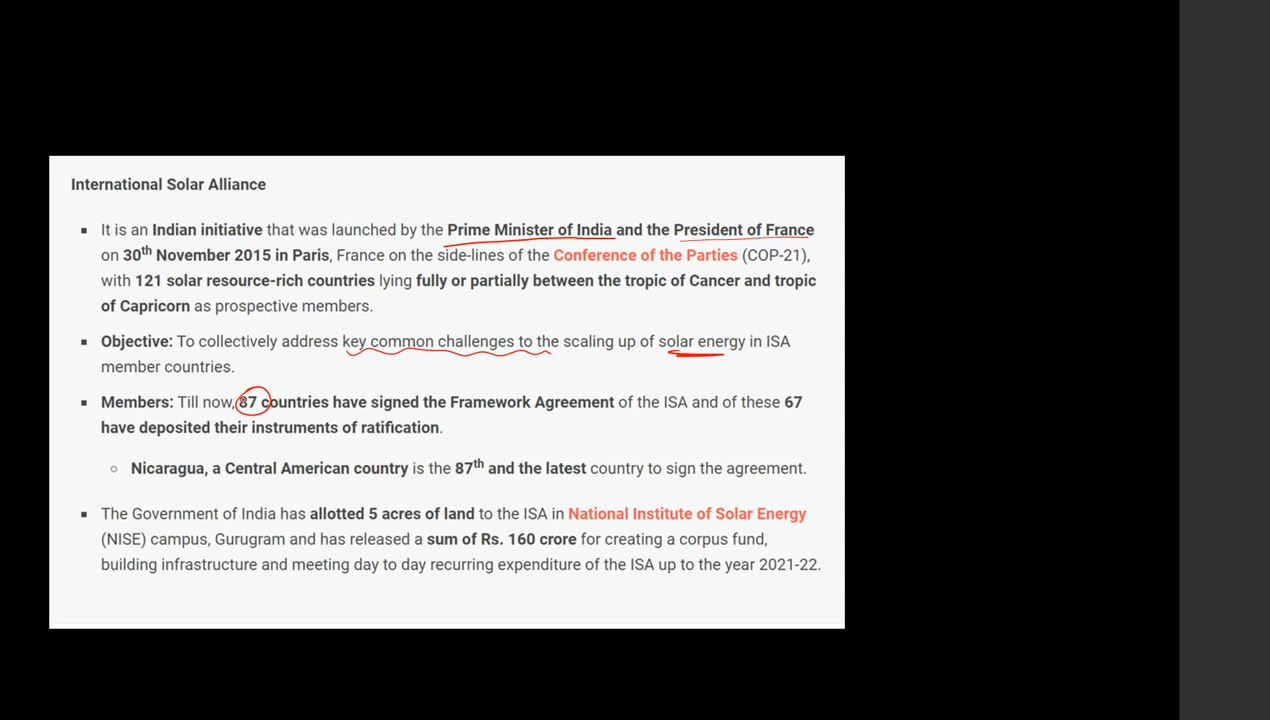 International Solar Alliance
▪ It is an Indian initiative that was launched by the Prime Minister of India and the President of France
on 30th November 2015 in Paris, France on the side-lines of the Conference of the Parties (COP-21),
with 121 solar resource-rich countries lying fully or partially between the tropic of Cancer and tropic
of Capricorn as prospective members.
▪ Objective: To collectively address key common challenges to the scaling up of solar energy in ISA
member countries.
▪ Members: Till now, 87 countries have signed the Framework Agreement of the ISA and of these 67
have deposited their instruments of ratification.
○ Nicaragua, a Central American country is the 87th and the latest country to sign the agreement.
▪ The Government of India has allotted 5 acres of land to the ISA in National Institute of Solar Energy
(NISE) campus, Gurugram and has released a sum of Rs. 160 crore for creating a corpus fund,
building infrastructure and meeting day to day recurring expenditure of the ISA up to the year 2021-22.